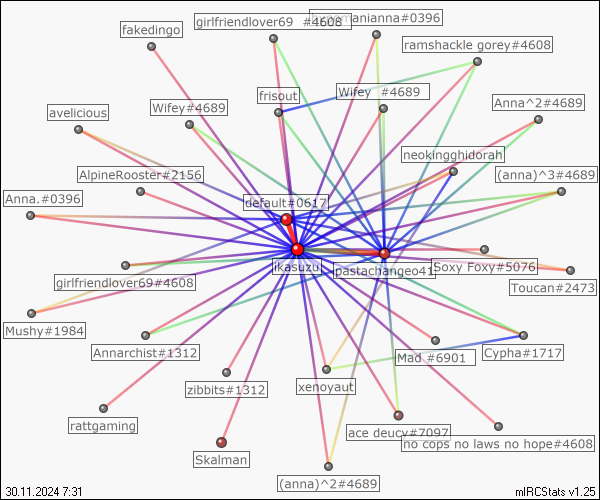 girlfriendlover69 #4608
hypomanianna#0396
fakedingo
ramshackle gorey#4608
frisout
Wifey #4689
Anna^2#4689
avelicious
Wifey#4689
neokingghidorah
AlpineRooster#2156
(anna)^3#4689
Anna.#0396
default#0617
ikasuzu
pastachangeo41
Soxy Foxy#5076
girlfriendlover69#4608
Toucan#2473
Mushy#1984
Annarchist#1312
Mad #6901
Cypha#1717
zibbits#1312
xenoyaut
rattgaming
ace deucy#7097
no cops no laws no hope#4608
Skalman
(anna)^2#4689
30.11.2024 7:31
mIRCStats v1.25